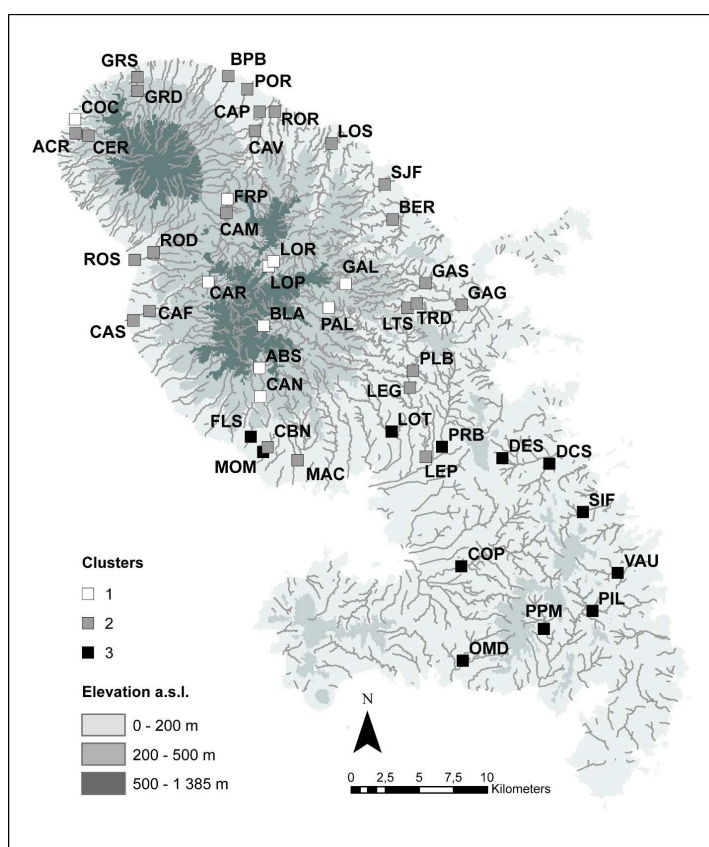 GRS
BPB
POR
GRD
COC
CAP
ROR
ACR
CER
CAV
LOS
SJF
FRP
BER
CAM
ROD
LOR
ROS
GAL
GAS
LOP
CAR
GAG
CAF
BLA
PAL
LTS
TRD
CAS
ABS
PLB
CAN
LEG
FLS
CBN
LOT
PRB
DES
DCS
MOM
MAC
LEP
SIF
COP
VAU
PIL
PPM
OMD
Clusters
1
2
3
Elevation a.s.l.
0 - 200 m
200 - 500 m
500 - 1 385 m
N
0 2,5 5 7,5 10
Kilometers